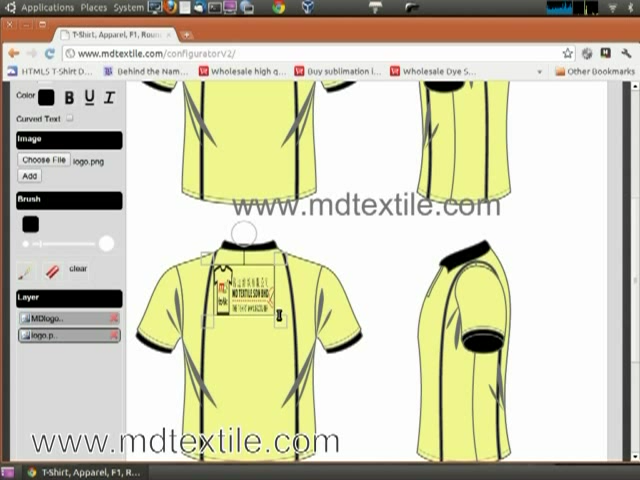 Applications Places System
T-Shirt, Apparel, F1, Roun
www.mdtextile.com/configuratorV2/
HTML5 T-Shirt D...
Behind the Nam...
Wholesale high q...
Buy sublimation l...
Wholesale Dye S...
Other Bookmarks
Color B U I
Curved Text
Image
Choose File logo.png
Add
Brush
clear
Layer
MDlogo..
logo.p..
www.mdtextile.com
MD TEXTILE SDN BHD
www.mdtextile.com
T-Shirt, Apparel, F1, Roun...